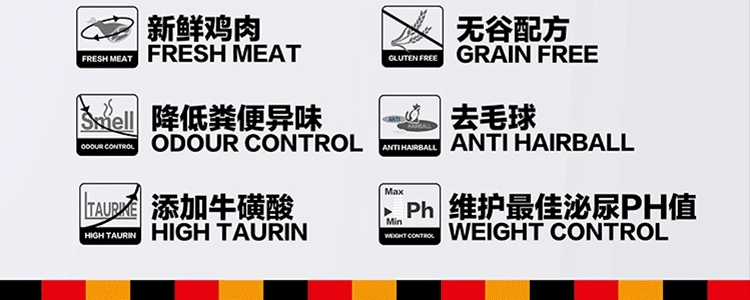 FRESH MEAT
新鲜鸡肉
FRESH MEAT
GLUTEN FREE
无谷配方
GRAIN FREE
Smell
ODOUR CONTROL
降低粪便异味
ODOUR CONTROL
ANTI
HAIRBALL
ANTI HAIRBALL
去毛球
ANTI HAIRBALL
TAURINE
HIGH TAURIN
添加牛磺酸
HIGH TAURIN
Max
Ph
Min
WEIGHT CONTROL
维护最佳泌尿PH值
WEIGHT CONTROL